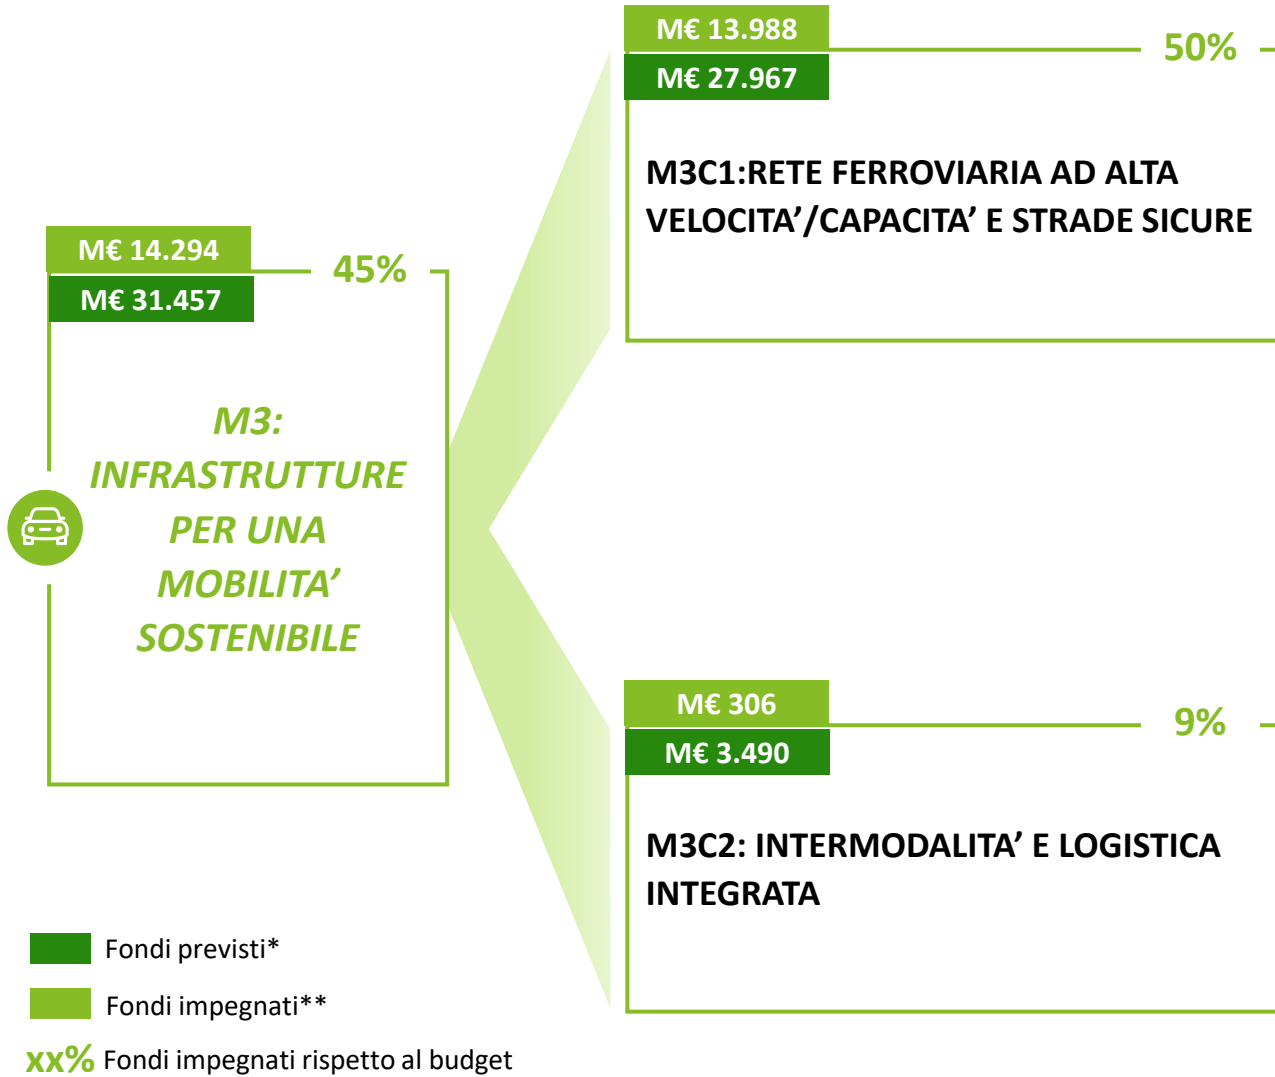 M€ 14.294
45%
M€ 31.457
M3:
INFRASTRUTTURE
PER UNA
MOBILITA’
SOSTENIBILE
M€ 13.988
50%
M€ 27.967
M3C1:RETE FERROVIARIA AD ALTA
VELOCITA’/CAPACITA’ E STRADE SICURE
M€ 306
9%
M€ 3.490
M3C2: INTERMODALITA’ E LOGISTICA
INTEGRATA
Fondi previsti*
Fondi impegnati**
xx% Fondi impegnati rispetto al budget